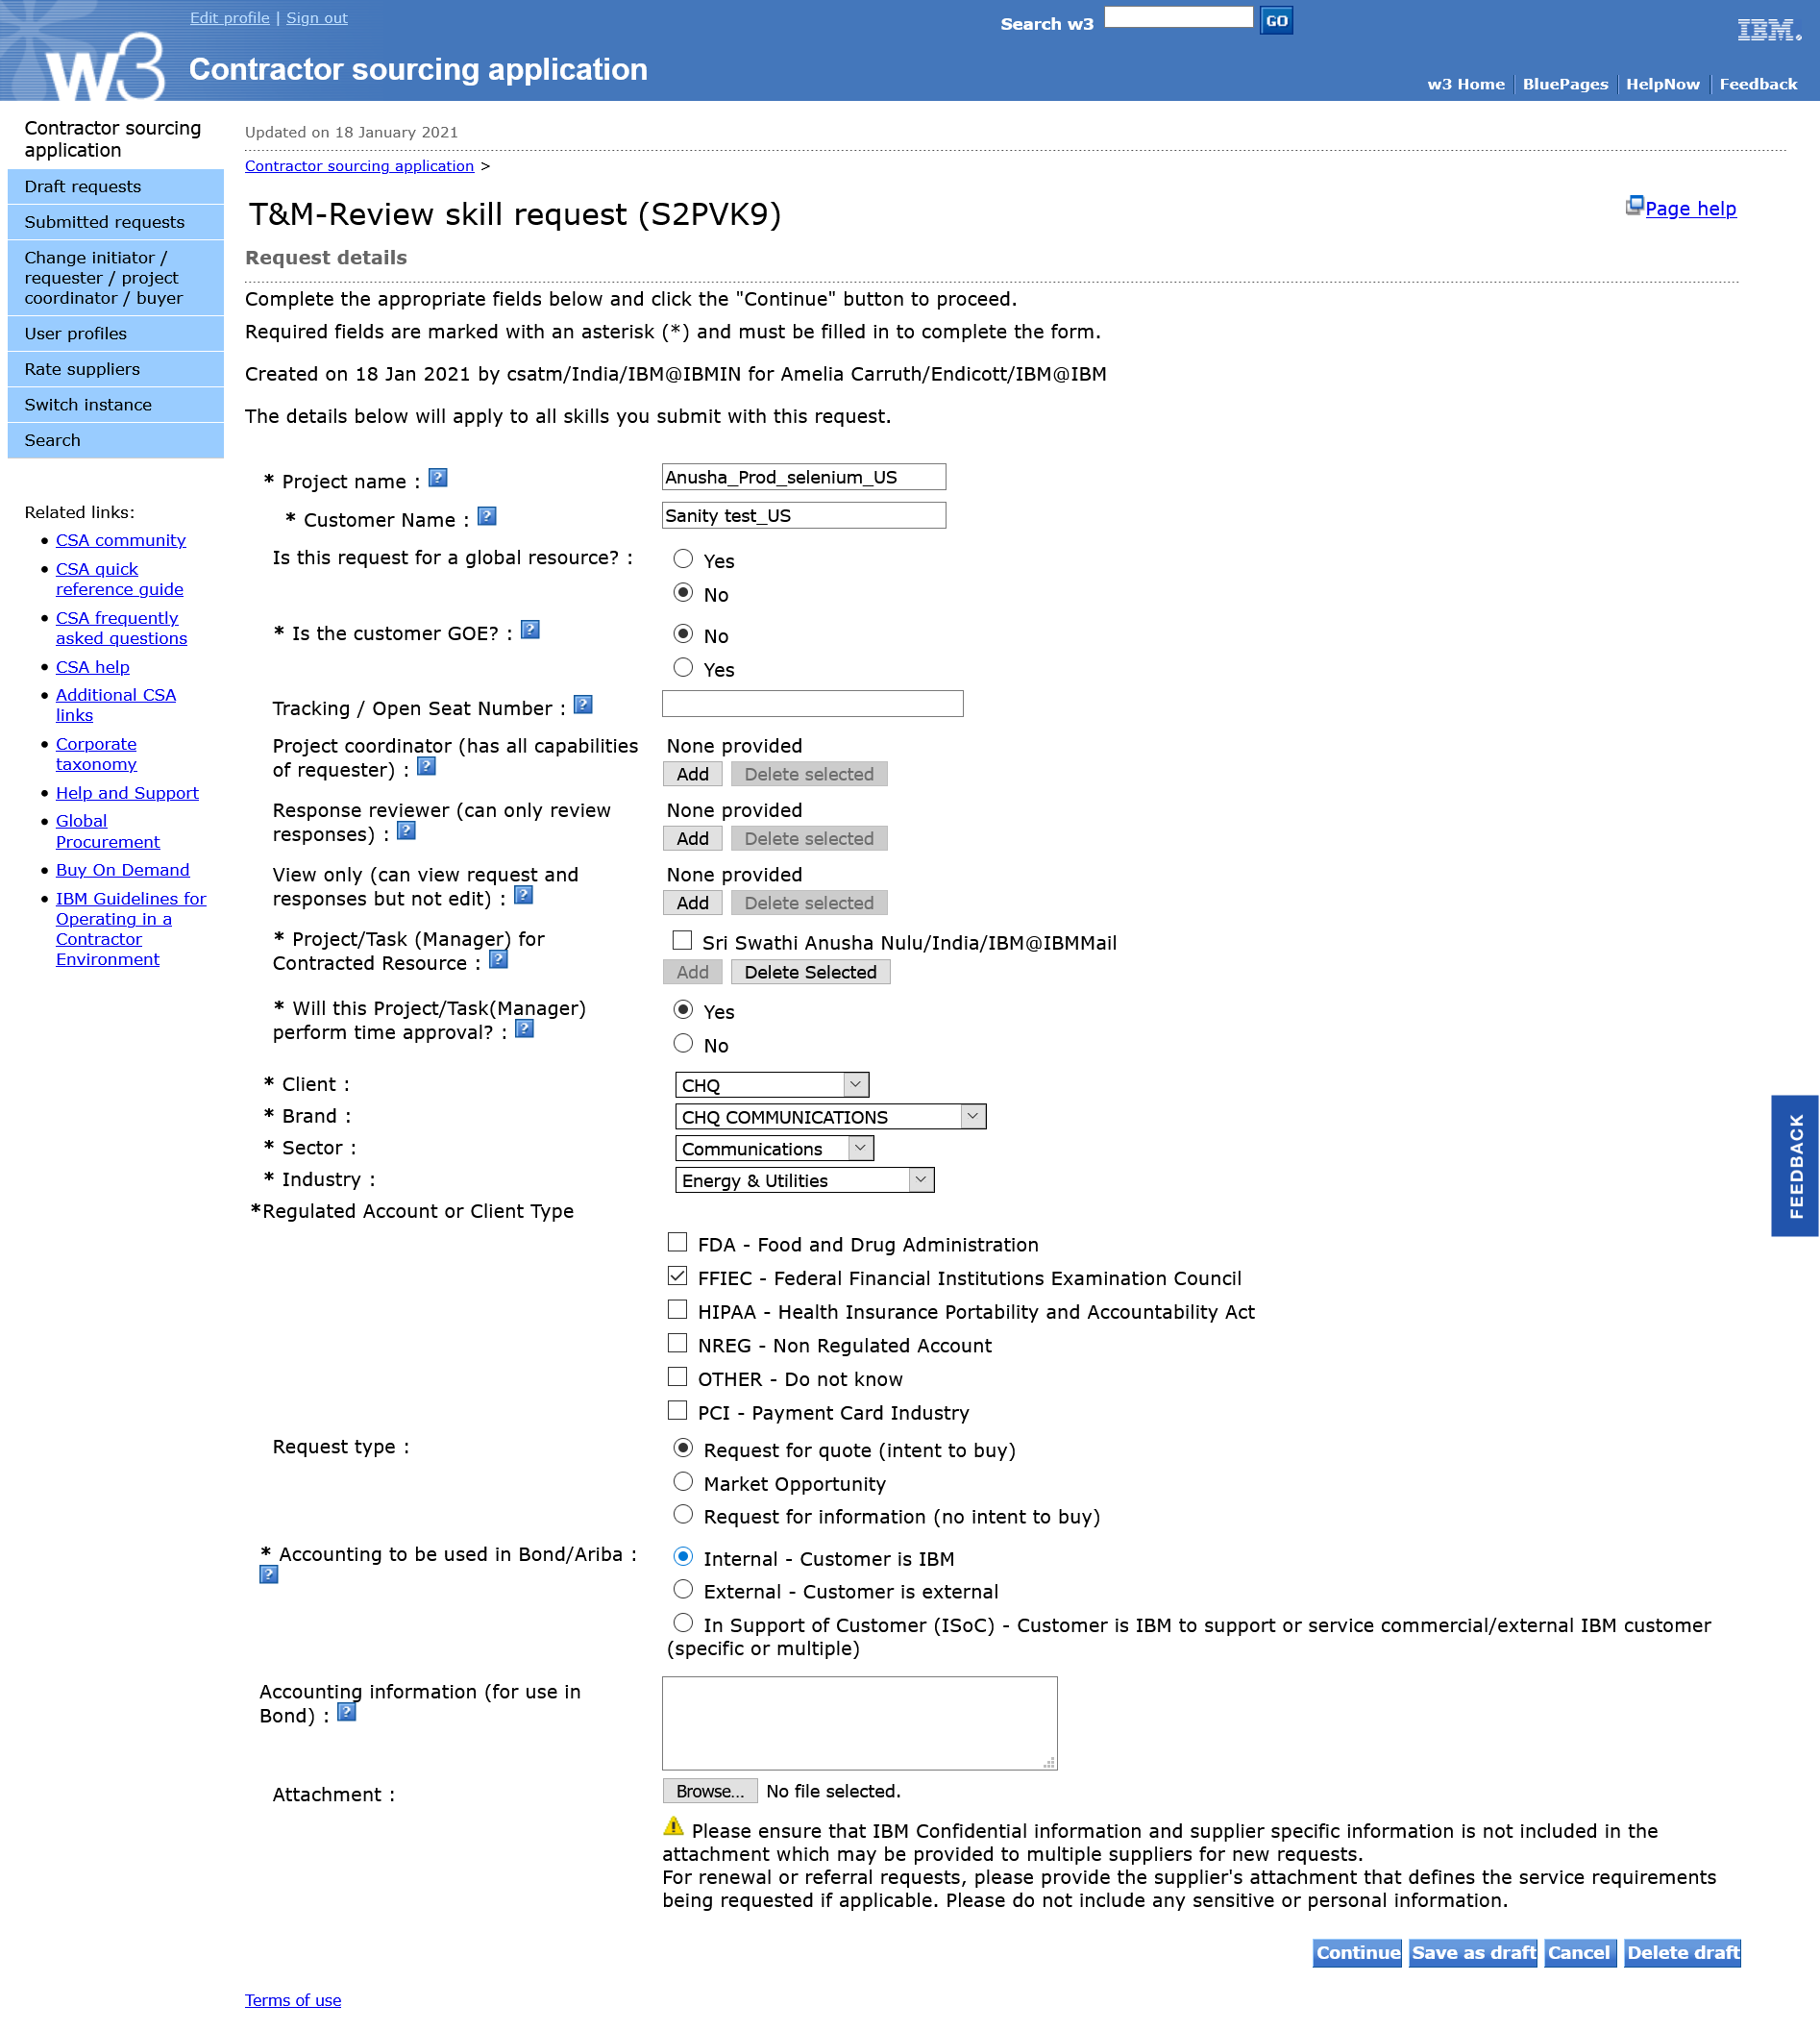 Edit profile | Sign out
Search w3
GO
IBM
w3
Contractor sourcing application
w3 Home
BluePages
HelpNow
Feedback
Contractor sourcing
application
Draft requests
Submitted requests
Change initiator /
requester / project
coordinator / buyer
User profiles
Rate suppliers
Switch instance
Search
Related links:
CSA community
CSA quick
reference guide
CSA frequently
asked questions
CSA help
Additional CSA
links
Corporate
taxonomy
Help and Support
Global
Procurement
Buy On Demand
IBM Guidelines for
Operating in a
Contractor
Environment
Updated on 18 January 2021
Contractor sourcing application >
T&M-Review skill request (S2PVK9)
Page help
Request details
Complete the appropriate fields below and click the "Continue" button to proceed.
Required fields are marked with an asterisk (*) and must be filled in to complete the form.
Created on 18 Jan 2021 by csatm/India/IBM@IBMIN for Amelia Carruth/Endicott/IBM@IBM
The details below will apply to all skills you submit with this request.
* Project name : ?
Anusha_Prod_selenium_US
* Customer Name : ?
Sanity test_US
Is this request for a global resource? :
Yes
No
* Is the customer GOE? : ?
No
Yes
Tracking / Open Seat Number : ?
Project coordinator (has all capabilities
of requester) : ?
None provided
Add
Delete selected
Response reviewer (can only review
responses) : ?
None provided
Add
Delete selected
View only (can view request and
responses but not edit) : ?
None provided
Add
Delete selected
* Project/Task (Manager) for
Contracted Resource : ?
Sri Swathi Anusha Nulu/India/IBM@IBMMail
Add
Delete Selected
* Will this Project/Task(Manager)
perform time approval? : ?
Yes
No
* Client :
CHQ
* Brand :
CHQ COMMUNICATIONS
* Sector :
Communications
* Industry :
Energy & Utilities
*Regulated Account or Client Type
FDA - Food and Drug Administration
FFIEC - Federal Financial Institutions Examination Council
HIPAA - Health Insurance Portability and Accountability Act
NREG - Non Regulated Account
OTHER - Do not know
PCI - Payment Card Industry
Request type :
Request for quote (intent to buy)
Market Opportunity
Request for information (no intent to buy)
* Accounting to be used in Bond/Ariba :
?
Internal - Customer is IBM
External - Customer is external
In Support of Customer (ISoC) - Customer is IBM to support or service commercial/external IBM customer
(specific or multiple)
Accounting information (for use in
Bond) : ?
Attachment :
Browse... No file selected.
Please ensure that IBM Confidential information and supplier specific information is not included in the
attachment which may be provided to multiple suppliers for new requests.
For renewal or referral requests, please provide the supplier's attachment that defines the service requirements
being requested if applicable. Please do not include any sensitive or personal information.
Continue
Save as draft
Cancel
Delete draft
Terms of use
FEEDBACK